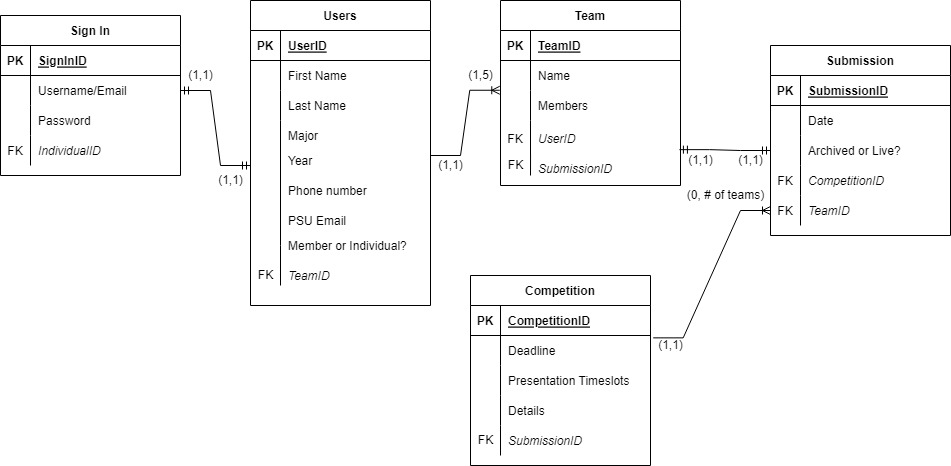 Sign In
PK SignInID
Username/Email
Password
FK IndividualID
(1,1)
(1,1)
Users
PK UserID
First Name
Last Name
Major
Year
Phone number
PSU Email
Member or Individual?
FK TeamID
(1,5)
(1,1)
Team
PK TeamID
Name
Members
FK UserID
FK SubmissionID
(1,1)
(1,1)
Submission
PK SubmissionID
Date
Archived or Live?
FK CompetitionID
FK TeamID
(0, # of teams)
(1,1)
Competition
PK CompetitionID
Deadline
Presentation Timeslots
Details
FK SubmissionID